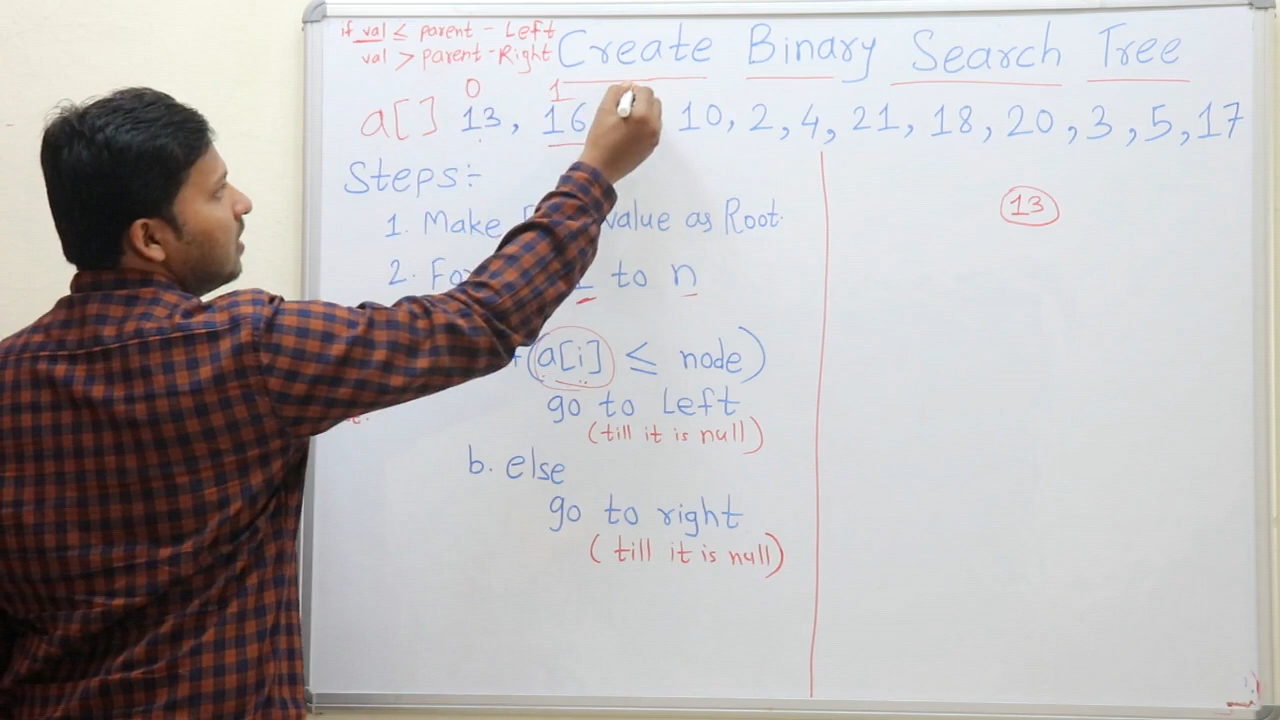 if val ≤ parent - Left
val > parent - Right
Create Binary Search Tree
0 1
a[] 13, 16 10, 2, 4, 21, 18, 20, 3, 5, 17
Steps:-
13
1. Make value as Root.
2. to n
(a[i] ≤ node)
go to Left
(till it is null)
b. else
go to right
(till it is null)